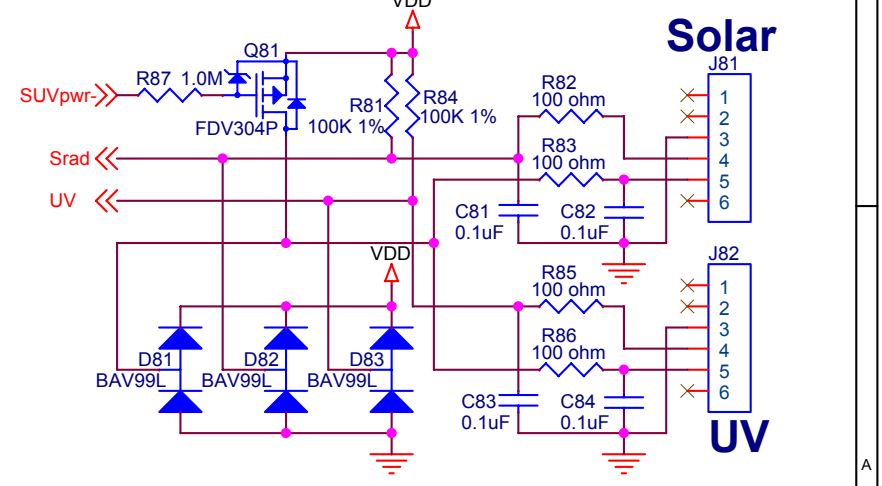 VDD
Solar
Q81
J81
R87 1.0M
R82
100 ohm
SUVpwr-
R81
100K 1%
R84
100K 1%
FDV304P
R83
100 ohm
Srad
UV
C81
0.1uF
C82
0.1uF
1
2
3
4
5
6
VDD
J82
R85
100 ohm
R86
100 ohm
D81
BAV99L
D82
BAV99L
D83
BAV99L
C83
0.1uF
C84
0.1uF
1
2
3
4
5
6
UV
A